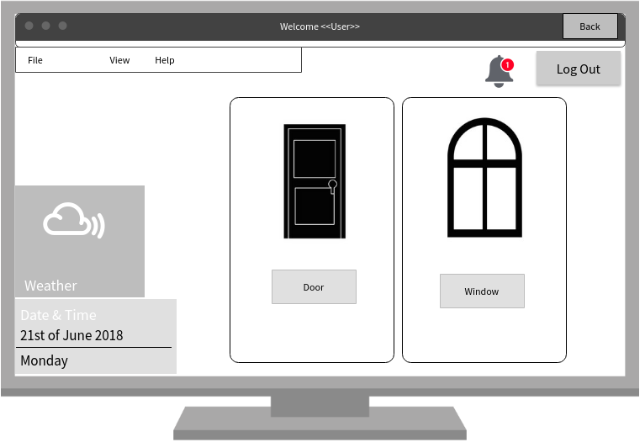 Welcome <<User>>
Back
File View Help
1
Log Out
Door
Window
Weather
Date & Time
21st of June 2018
Monday